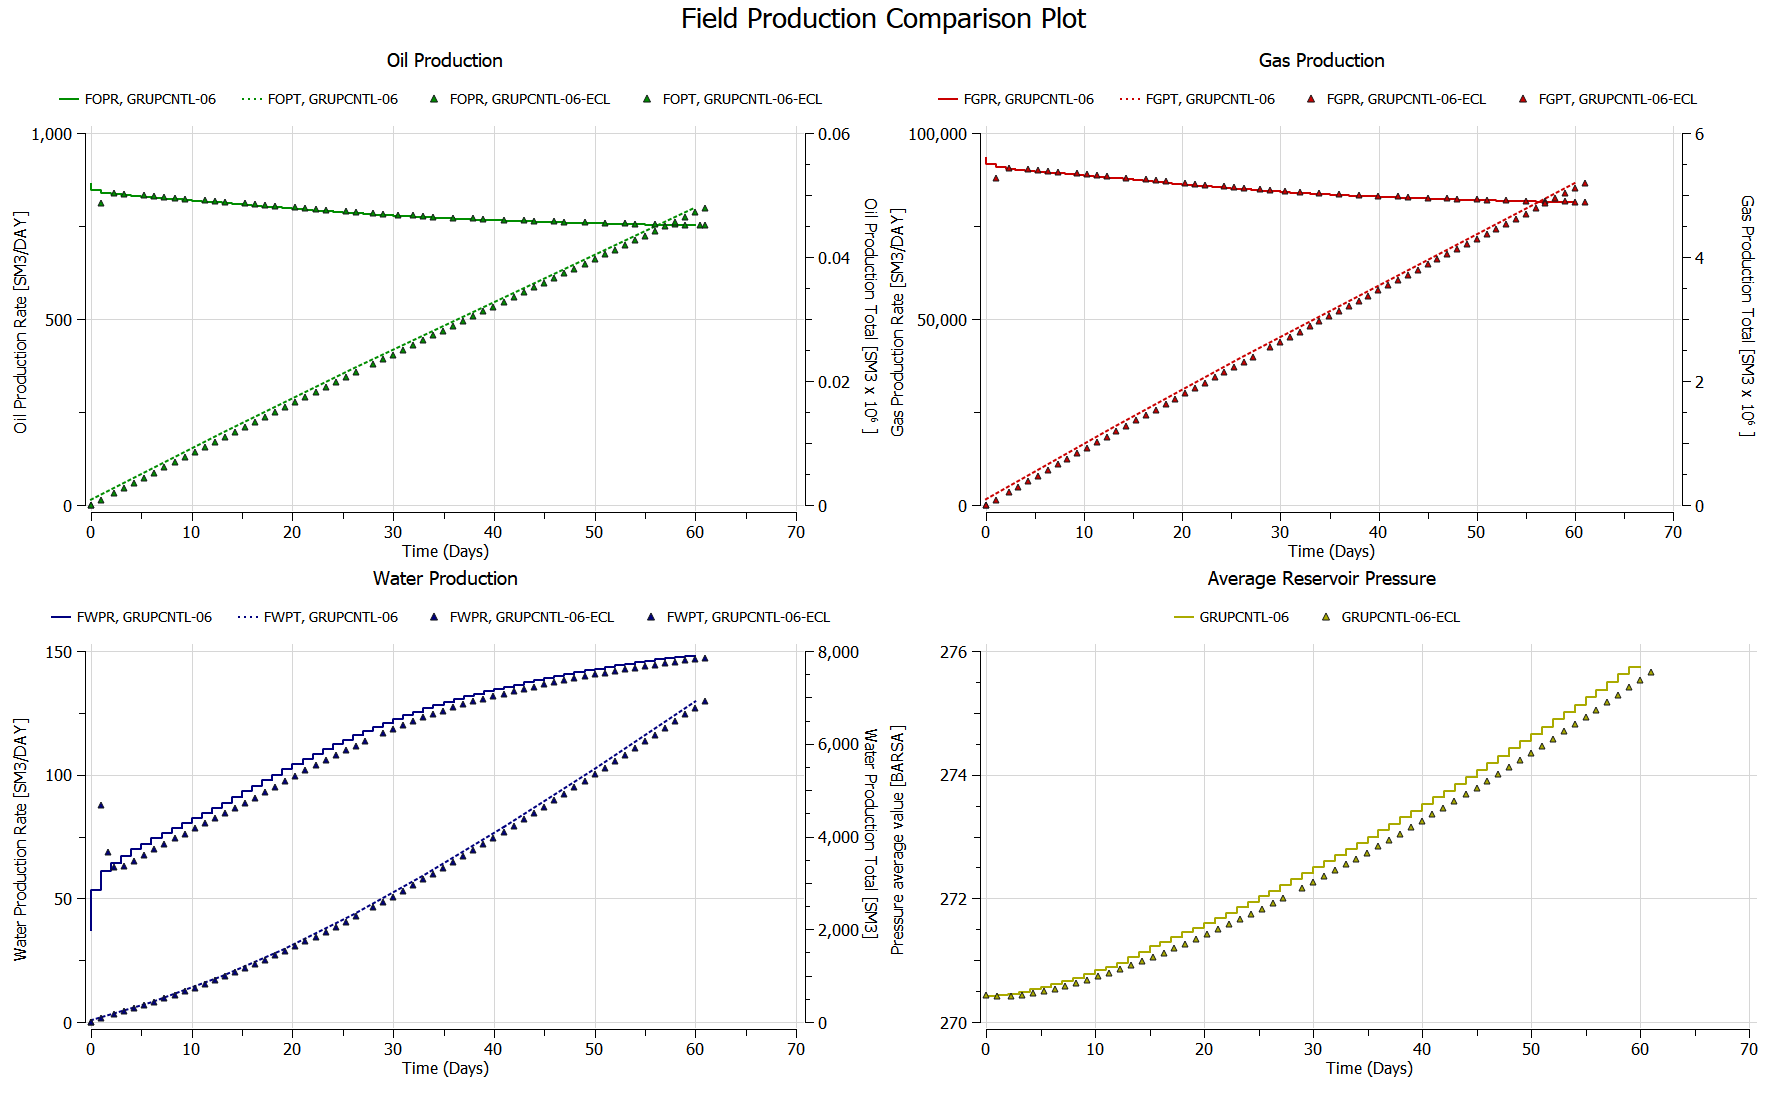 Field Production Comparison Plot
Oil Production
FOPR, GRUPCNTL-06 FOPT, GRUPCNTL-06 FOPR, GRUPCNTL-06-ECL FOPT, GRUPCNTL-06-ECL
1,000
500
0
Oil Production Rate [SM3/DAY]
0.06
0.04
0.02
0
Oil Production Total [SM3 x 10⁶ ]
0 10 20 30 40 50 60 70
Time (Days)
Gas Production
FGPR, GRUPCNTL-06 FGPT, GRUPCNTL-06 FGPR, GRUPCNTL-06-ECL FGPT, GRUPCNTL-06-ECL
100,000
50,000
0
Gas Production Rate [SM3/DAY]
6
4
2
0
Gas Production Total [SM3 x 10⁶ ]
0 10 20 30 40 50 60 70
Time (Days)
Water Production
FWPR, GRUPCNTL-06 FWPT, GRUPCNTL-06 FWPR, GRUPCNTL-06-ECL FWPT, GRUPCNTL-06-ECL
150
100
50
0
Water Production Rate [SM3/DAY]
8,000
6,000
4,000
2,000
0
Water Production Total [SM3]
0 10 20 30 40 50 60 70
Time (Days)
Average Reservoir Pressure
GRUPCNTL-06 GRUPCNTL-06-ECL
276
274
272
270
Pressure average value [BARSA]
0 10 20 30 40 50 60 70
Time (Days)